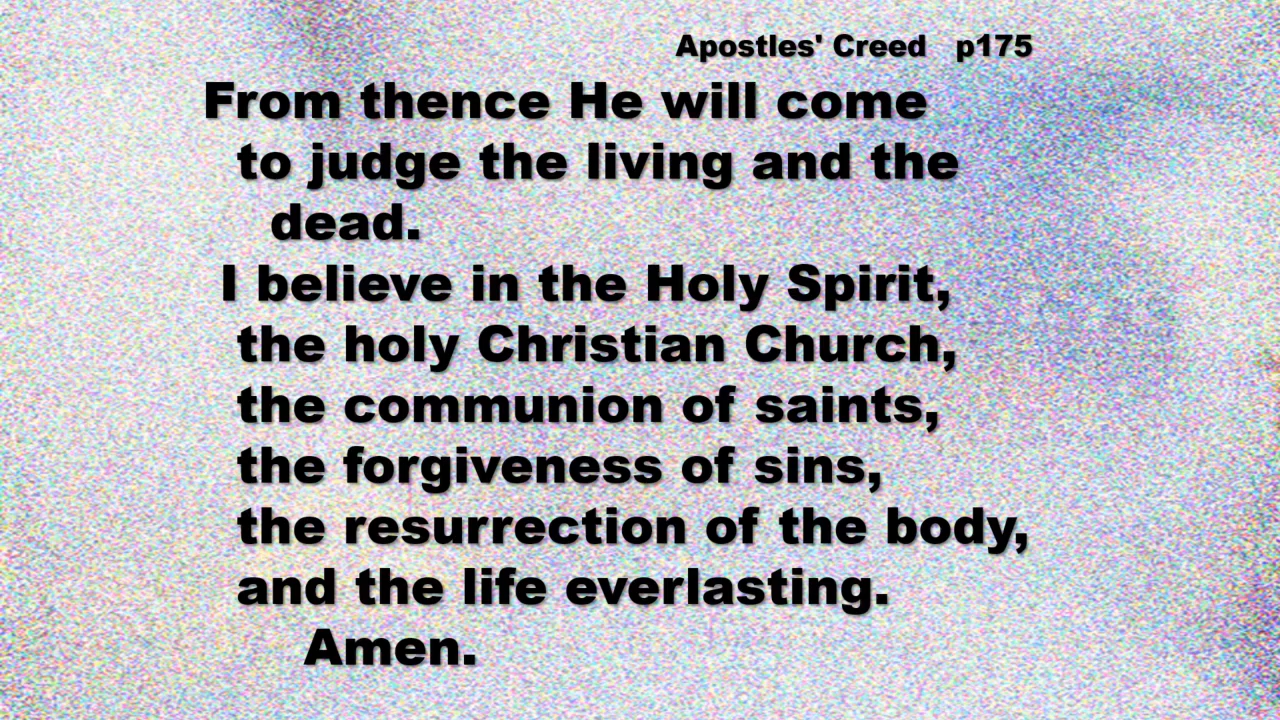 Apostles' Creed p175
From thence He will come
to judge the living and the
dead.
I believe in the Holy Spirit,
the holy Christian Church,
the communion of saints,
the forgiveness of sins,
the resurrection of the body,
and the life everlasting.
Amen.